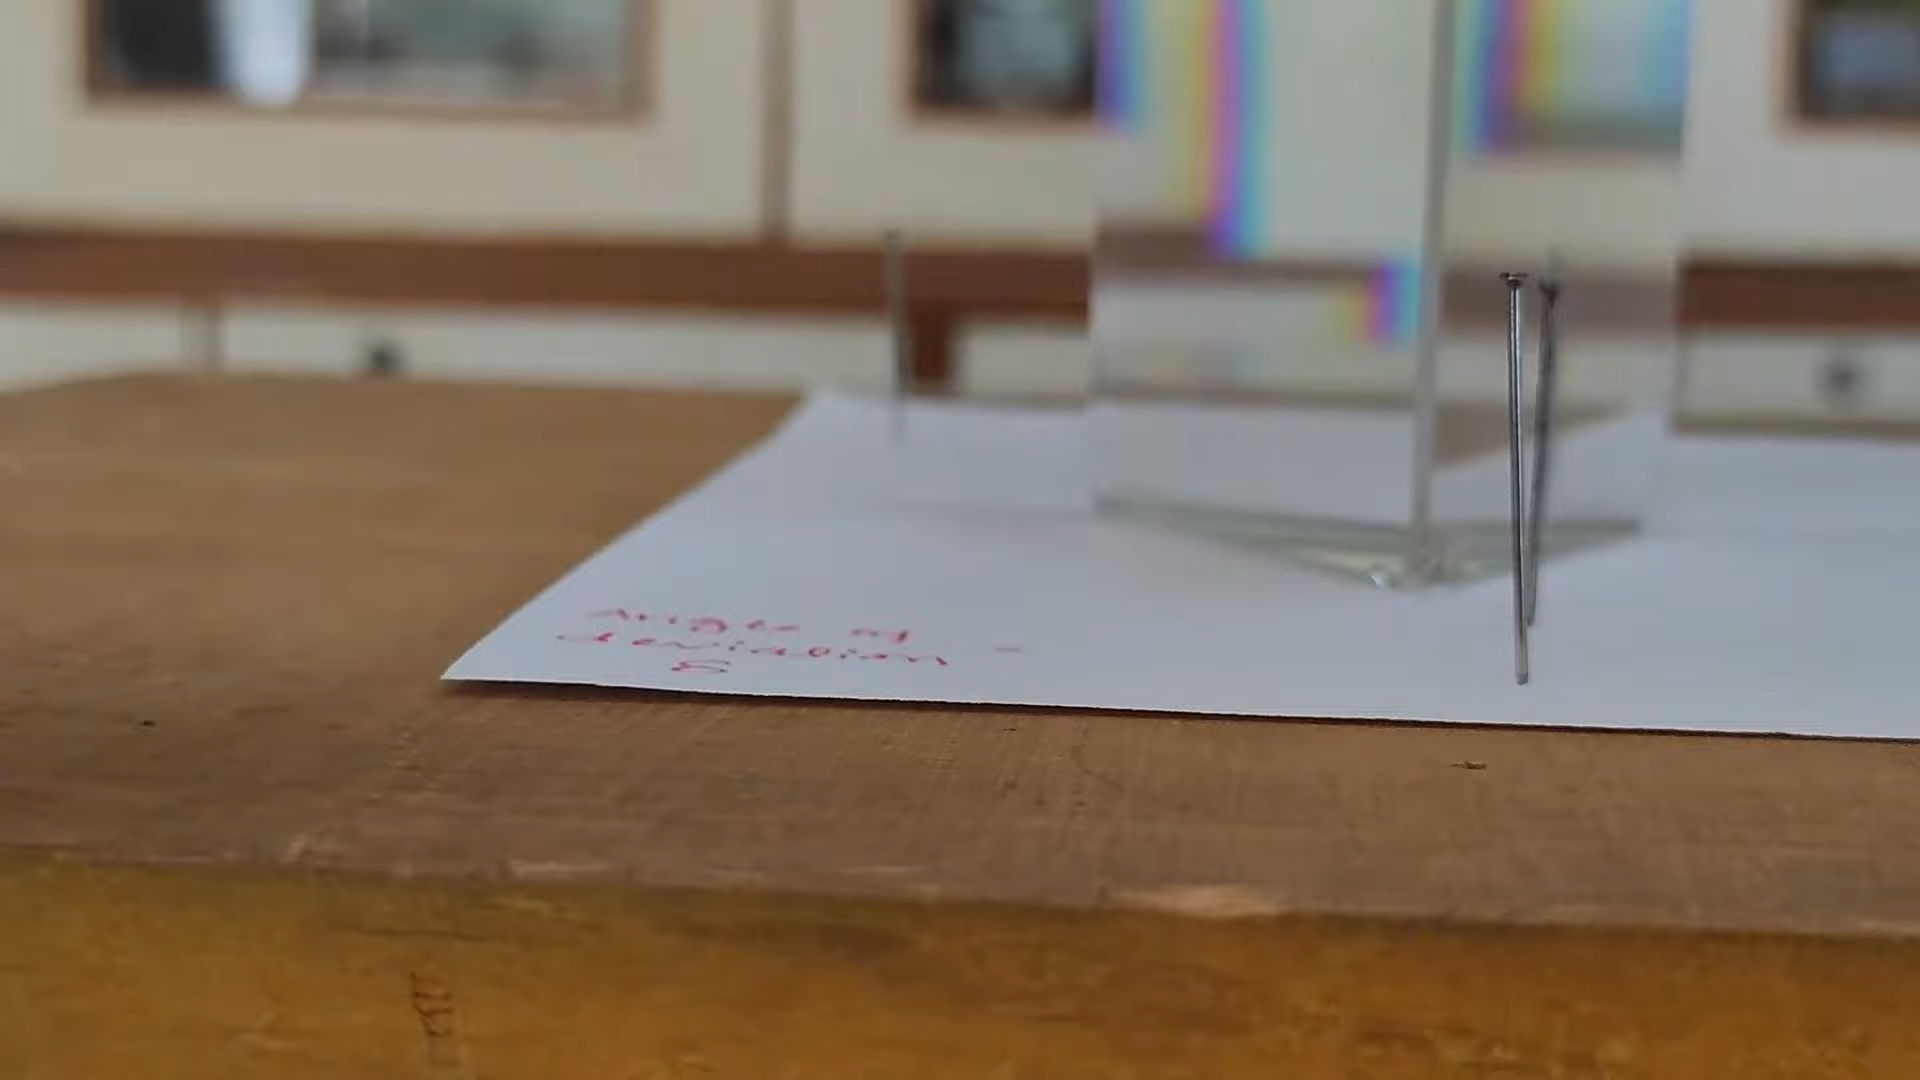 Angle of
deviation -
δ